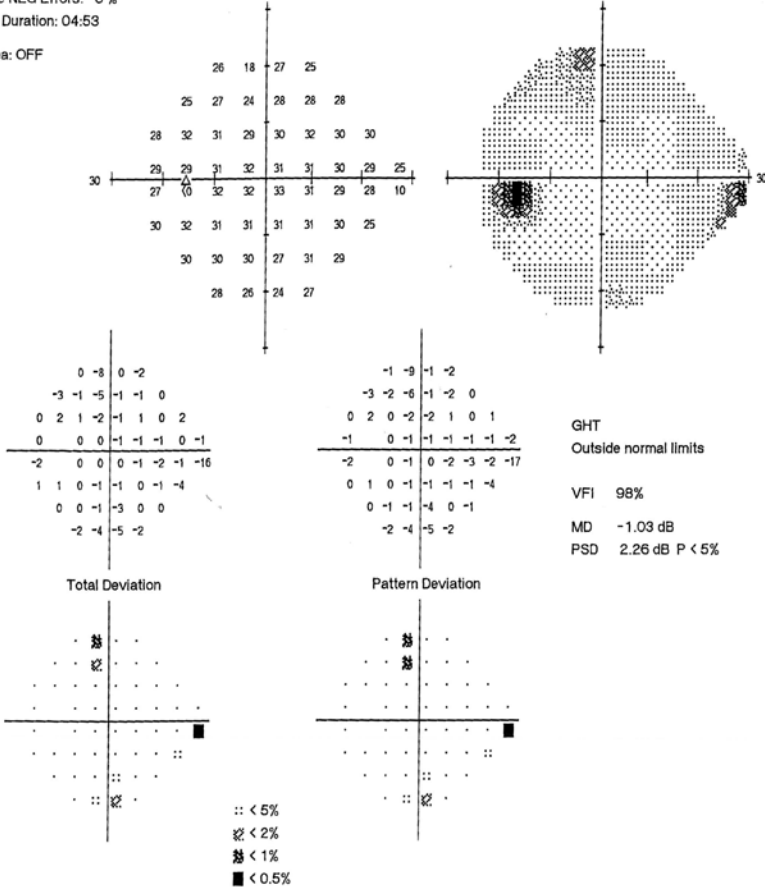 NEG Errors: 0 %
Duration: 04:53
a: OFF
26 18 27 25
25 27 24 28 28 28
28 32 31 29 30 32 30 30
29 29 31 32 31 31 30 29 25
30 30
27 <0 32 32 33 31 29 28 10
30 32 31 31 31 31 30 25
30 30 30 27 31 29
28 26 24 27
0 -8 0 -2
-3 -1 -5 -1 -1 0
0 2 1 -2 -1 1 0 2
0 0 0 -1 -1 -1 0 -1
-2 0 0 0 -1 -2 -1 -16
1 1 0 -1 -1 0 -1 -4
0 0 -1 -3 0 0
-2 -4 -5 -2
Total Deviation
-1 -9 -1 -2
-3 -2 -6 -1 -2 0
0 2 0 -2 -2 1 0 1
-1 0 -1 -1 -1 -1 -1 -2
-2 0 -1 0 -2 -3 -2 -17
0 1 0 -1 -1 -1 -1 -4
0 -1 -1 -4 0 -1
-2 -4 -5 -2
Pattern Deviation
GHT
Outside normal limits
VFI 98%
MD -1.03 dB
PSD 2.26 dB P < 5%
< 5%
< 2%
< 1%
< 0.5%